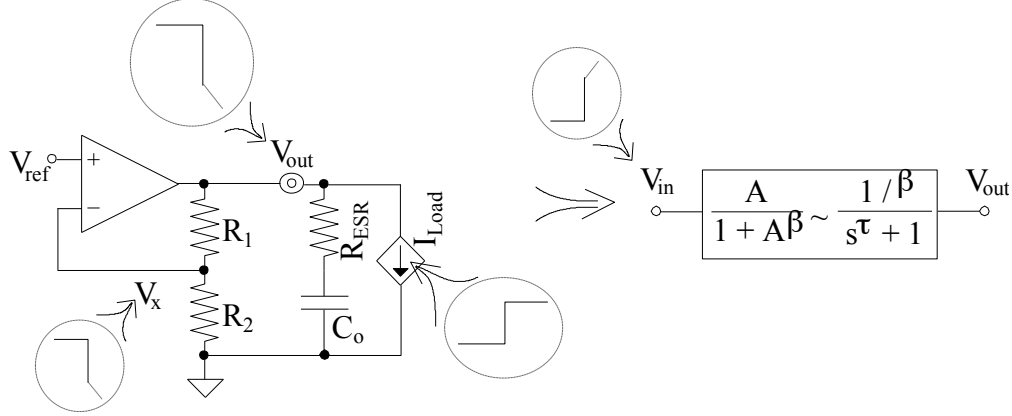 V_out
V_ref
+
−
R_1
R_ESR
I_Load
V_x
R_2
C_o
V_in
A
1 + Aβ
~
1 / β
sτ + 1
V_out